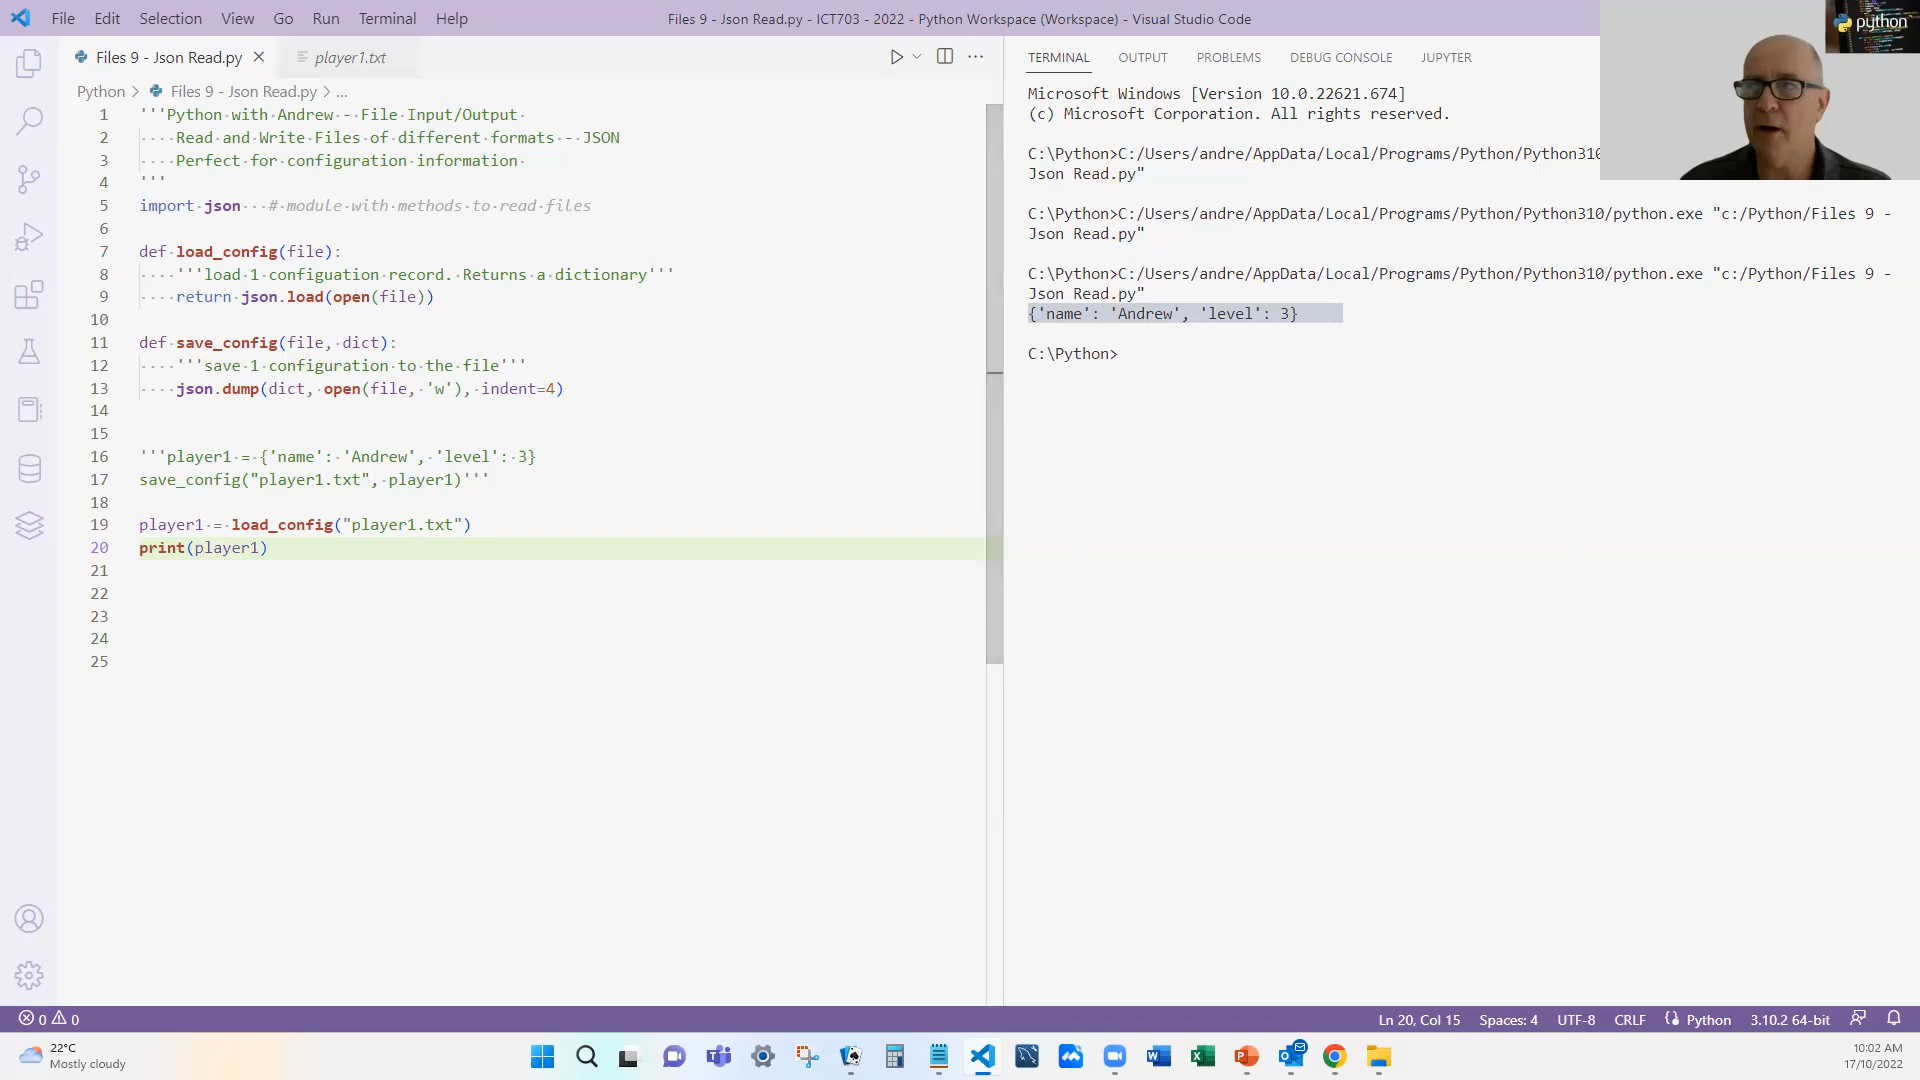 File Edit Selection View Go Run Terminal Help
Files 9 - Json Read.py - ICT703 - 2022 - Python Workspace (Workspace) - Visual Studio Code
python
Files 9 - Json Read.py
player1.txt
Python > Files 9 - Json Read.py > ...
1 '''Python with Andrew - File Input/Output
2 Read and Write Files of different formats - JSON
3 Perfect for configuration information
4 '''
5 import json # module with methods to read files
6
7 def load_config(file):
8 '''load 1 configuation record. Returns a dictionary'''
9 return json.load(open(file))
10
11 def save_config(file, dict):
12 '''save 1 configuration to the file'''
13 json.dump(dict, open(file, 'w'), indent=4)
14
15
16 '''player1 = {'name': 'Andrew', 'level': 3}
17 save_config("player1.txt", player1)'''
18
19 player1 = load_config("player1.txt")
20 print(player1)
21
22
23
24
25
TERMINAL OUTPUT PROBLEMS DEBUG CONSOLE JUPYTER
Microsoft Windows [Version 10.0.22621.674]
(c) Microsoft Corporation. All rights reserved.
C:\Python>C:/Users/andre/AppData/Local/Programs/Python/Python310
Json Read.py"
C:\Python>C:/Users/andre/AppData/Local/Programs/Python/Python310/python.exe "c:/Python/Files 9 -
Json Read.py"
C:\Python>C:/Users/andre/AppData/Local/Programs/Python/Python310/python.exe "c:/Python/Files 9 -
Json Read.py"
{'name': 'Andrew', 'level': 3}
C:\Python>
0 0
Ln 20, Col 15 Spaces: 4 UTF-8 CRLF Python 3.10.2 64-bit
22°C
Mostly cloudy
10:02 AM
17/10/2022